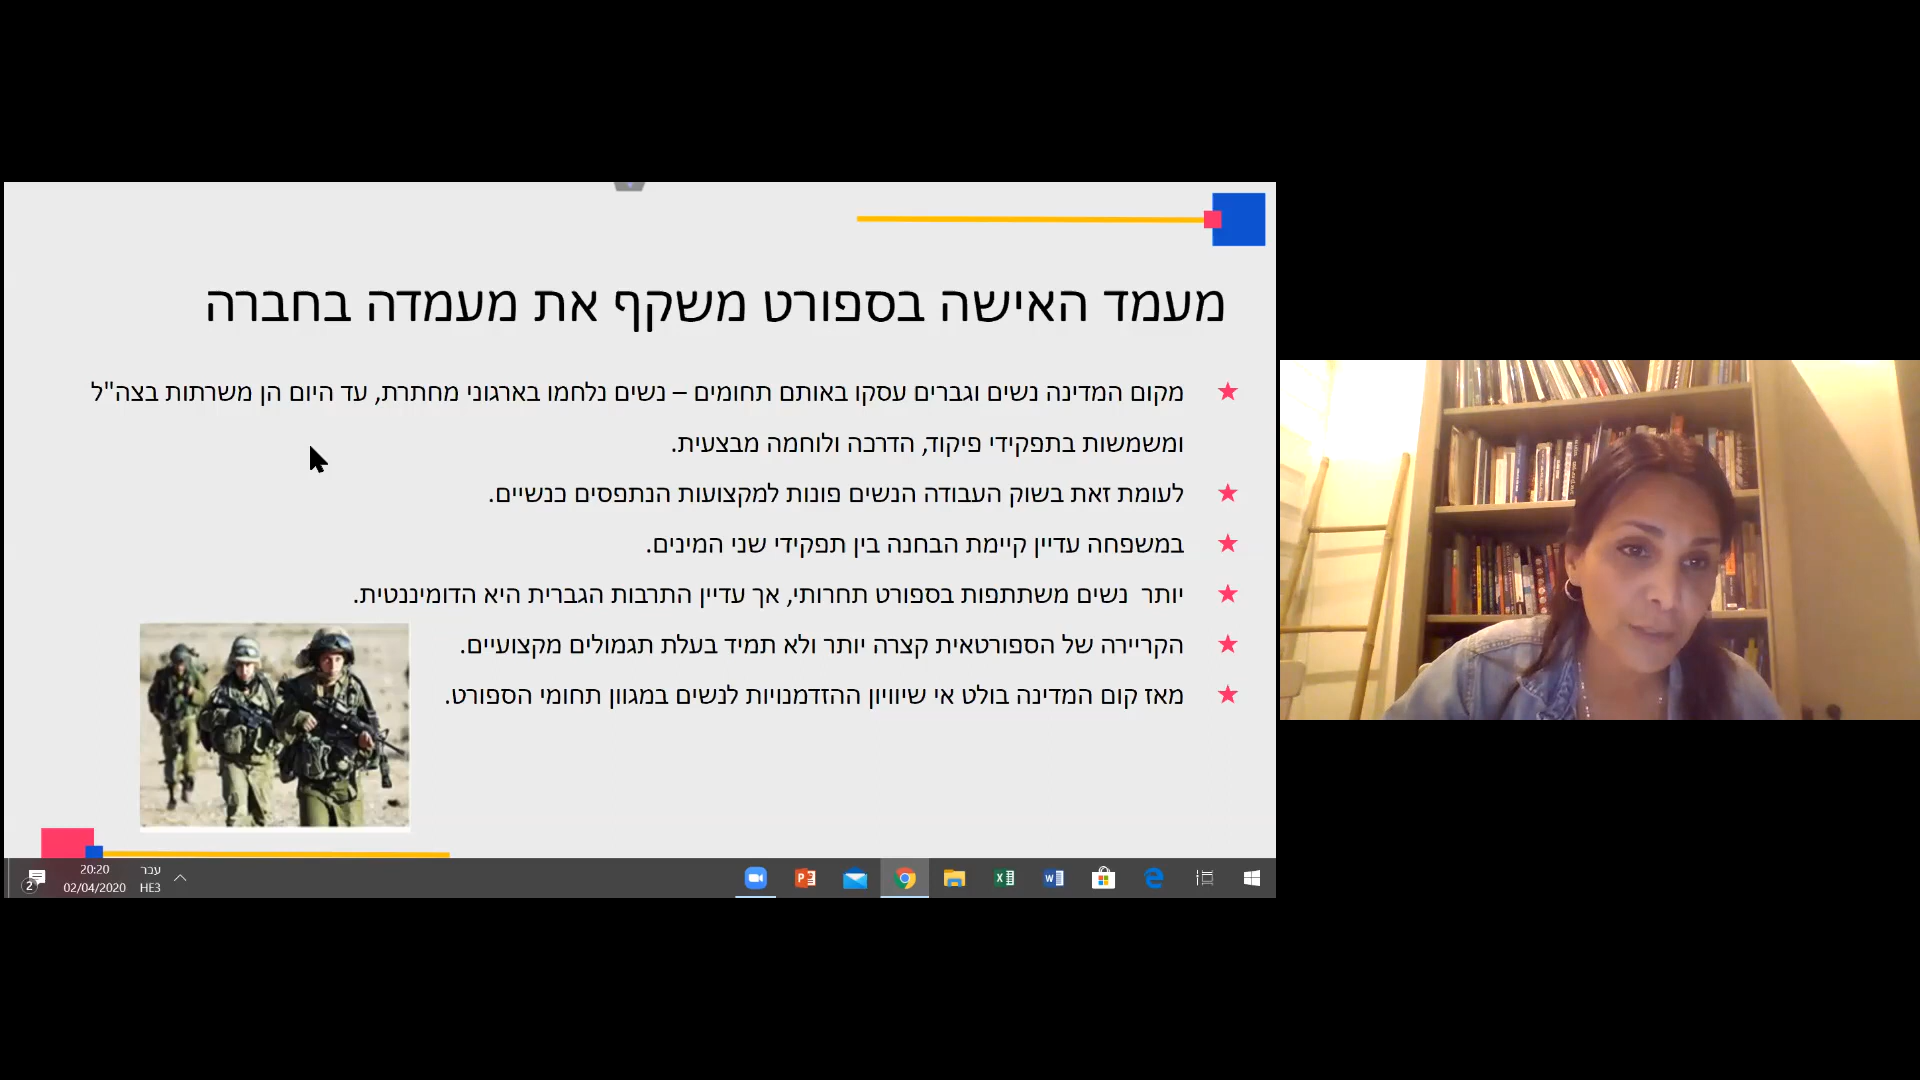 מעמד האישה בספורט משקף את מעמדה בחברה
מקום המדינה נשים וגברים עסקו באותם תחומים – נשים נלחמו בארגוני מחתרת, עד היום הן משרתות בצה"ל
ומשמשות בתפקידי פיקוד, הדרכה ולוחמה מבצעית.
לעומת זאת בשוק העבודה הנשים פונות למקצועות הנתפסים כנשיים.
במשפחה עדיין קיימת הבחנה בין תפקידי שני המינים.
יותר  נשים משתתפות בספורט תחרותי, אך עדיין התרבות הגברית היא הדומיננטית.
הקריירה של הספורטאית קצרה יותר ולא תמיד בעלת תגמולים מקצועיים.
מאז קום המדינה בולט אי שיוויון ההזדמנויות לנשים במגוון תחומי הספורט.
עבר 20:20
HE3 02/04/2020
2